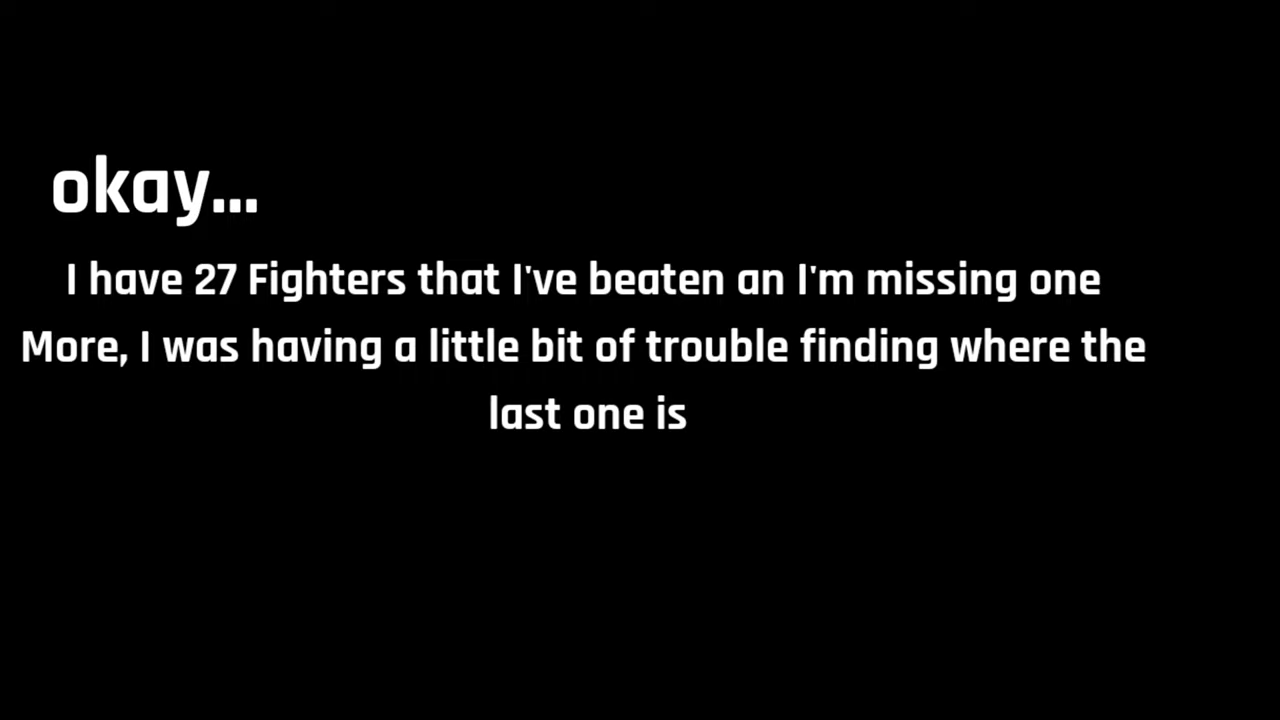 okay...
I have 27 Fighters that I've beaten an I'm missing one
More, I was having a little bit of trouble finding where the
last one is